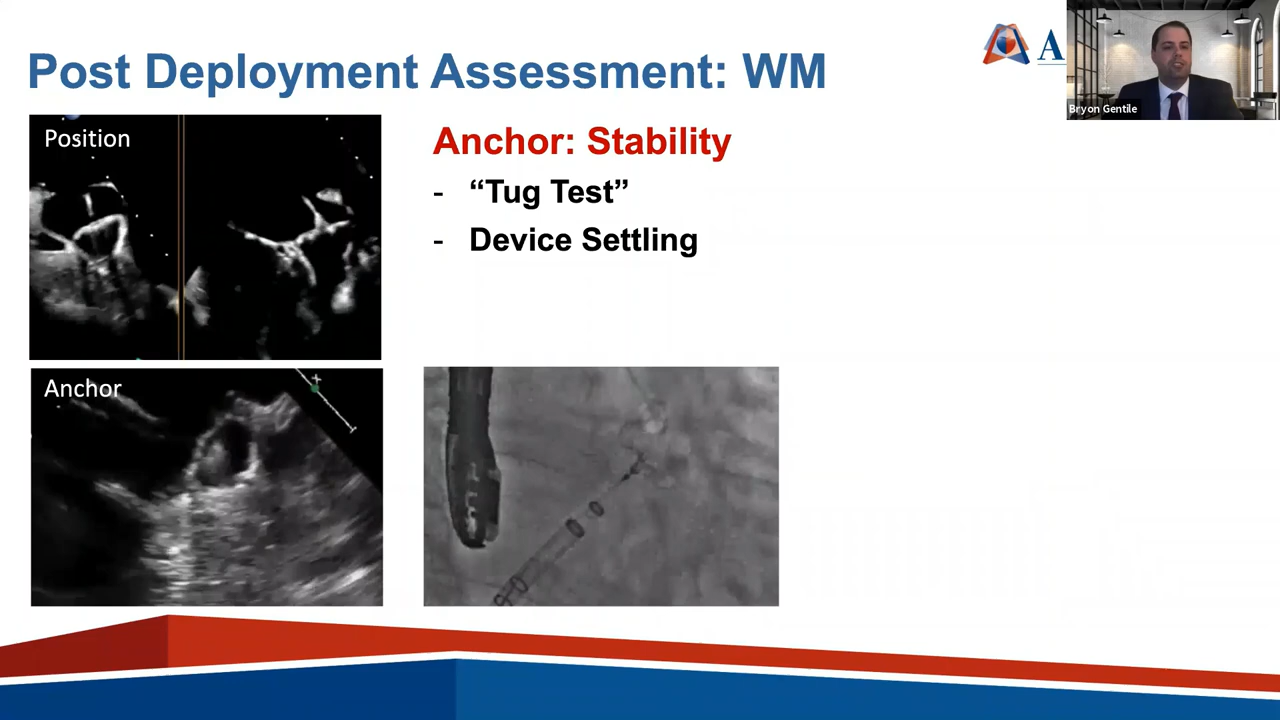 Post Deployment Assessment: WM
A
Bryon Gentile
Position
Anchor: Stability
- “Tug Test”
- Device Settling
Anchor